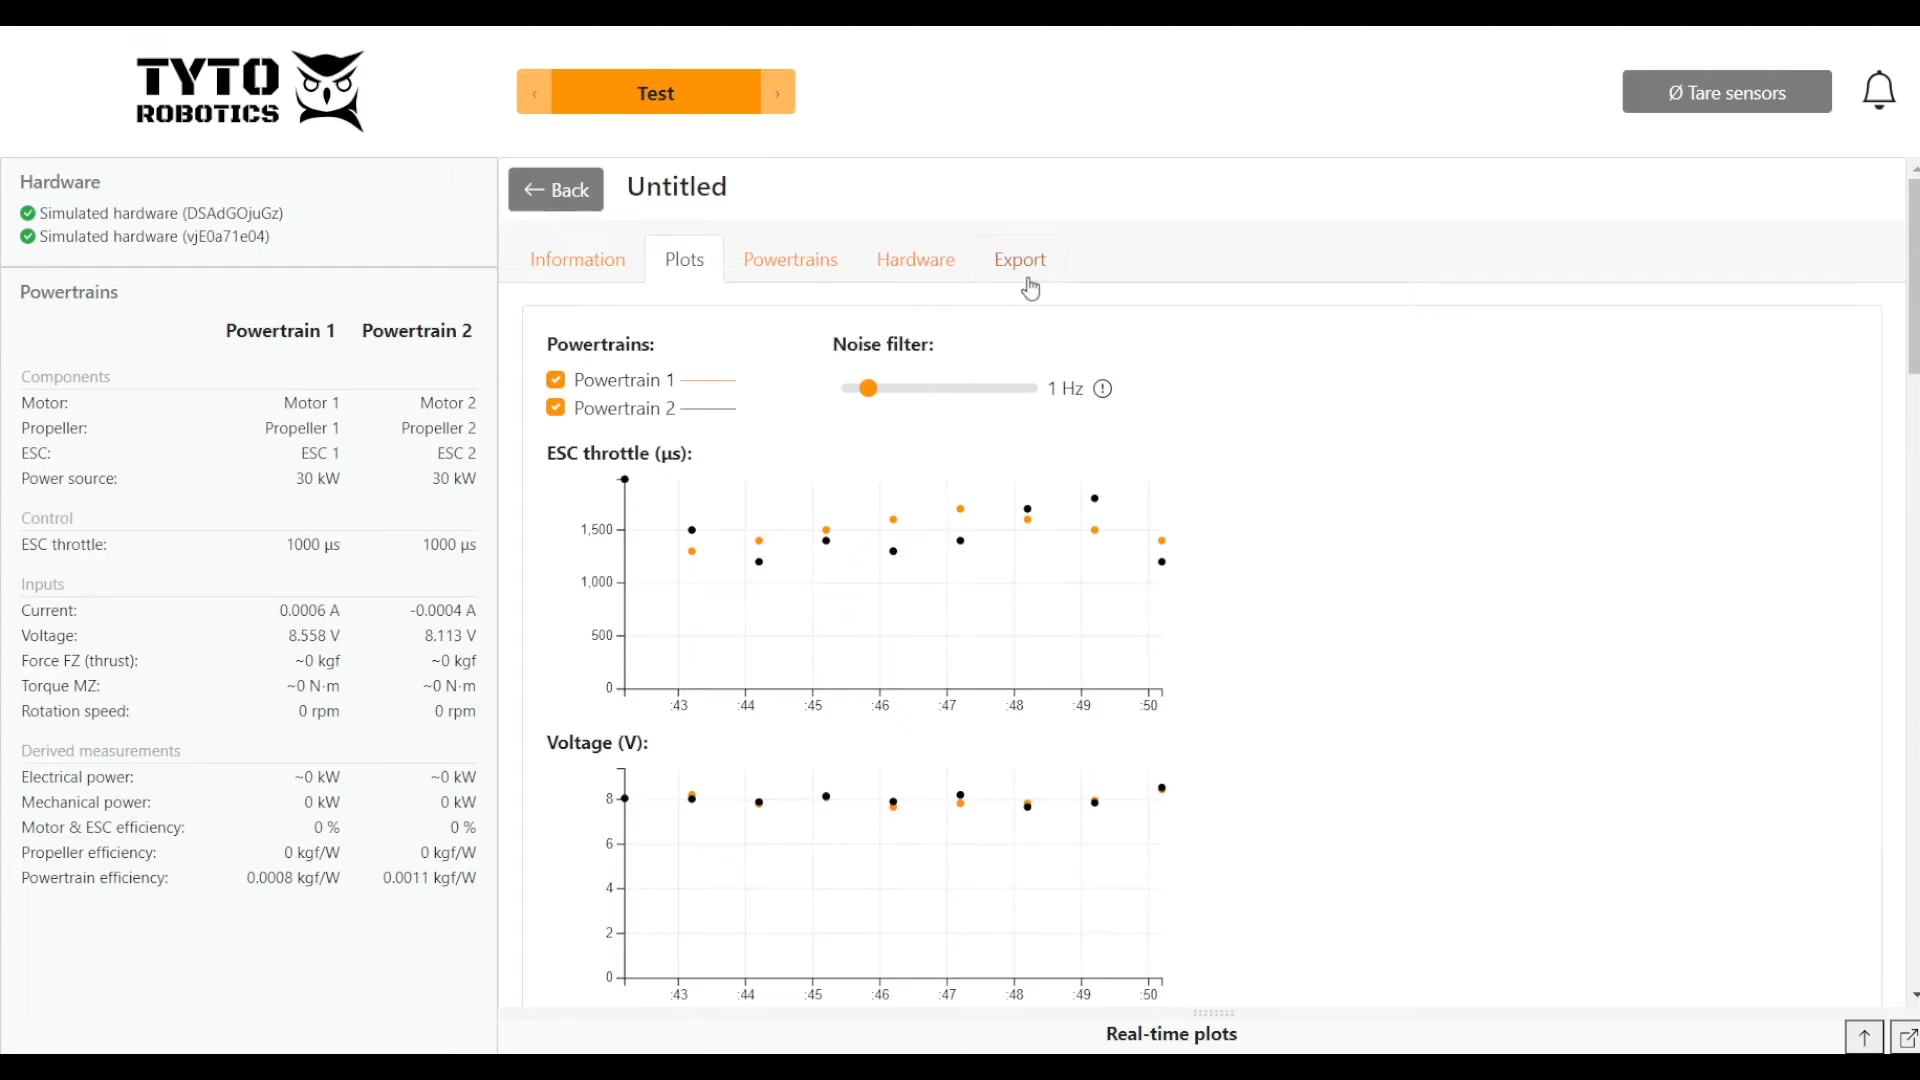 TYTO
ROBOTICS
‹ Test ›
Ø Tare sensors
Hardware
Simulated hardware (DSAdGOjuGz)
Simulated hardware (vjE0a71e04)
Powertrains
Powertrain 1 Powertrain 2
Components
Motor: Motor 1 Motor 2
Propeller: Propeller 1 Propeller 2
ESC: ESC 1 ESC 2
Power source: 30 kW 30 kW
Control
ESC throttle: 1000 µs 1000 µs
Inputs
Current: 0.0006 A -0.0004 A
Voltage: 8.558 V 8.113 V
Force FZ (thrust): ~0 kgf ~0 kgf
Torque MZ: ~0 N·m ~0 N·m
Rotation speed: 0 rpm 0 rpm
Derived measurements
Electrical power: ~0 kW ~0 kW
Mechanical power: 0 kW 0 kW
Motor & ESC efficiency: 0 % 0 %
Propeller efficiency: 0 kgf/W 0 kgf/W
Powertrain efficiency: 0.0008 kgf/W 0.0011 kgf/W
← Back Untitled
Information Plots Powertrains Hardware Export
Powertrains: Noise filter:
Powertrain 1 1 Hz
Powertrain 2
ESC throttle (µs):
1,500
1,000
500
0
:43 :44 :45 :46 :47 :48 :49 :50
Voltage (V):
8
6
4
2
0
:43 :44 :45 :46 :47 :48 :49 :50
Real-time plots